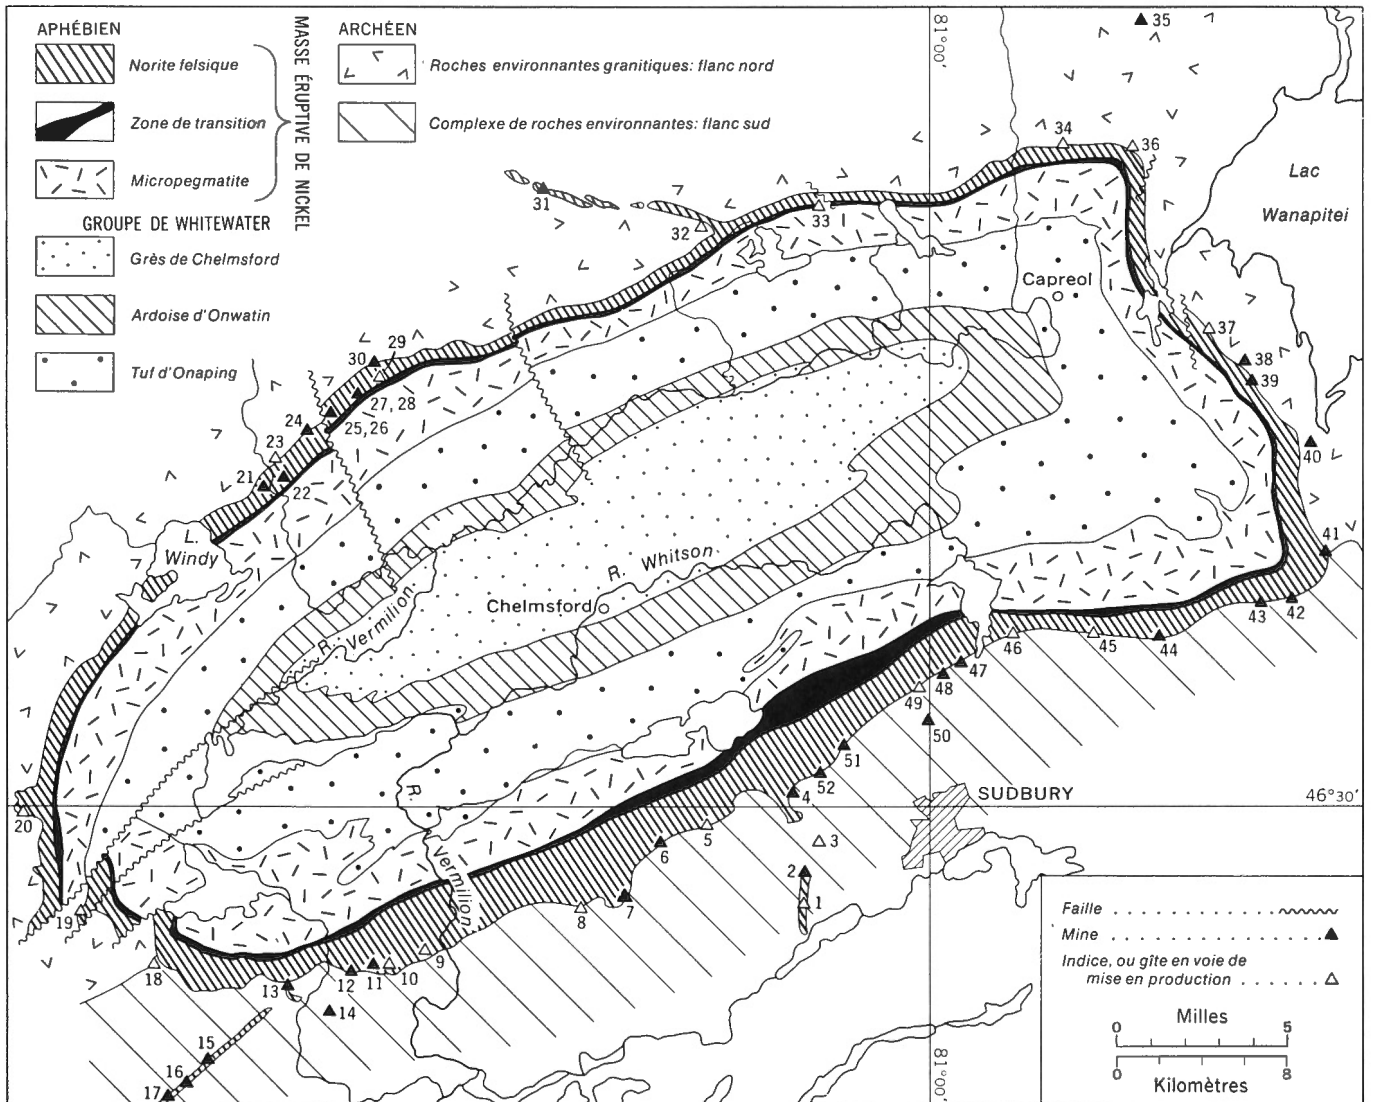 APHÉBIEN
Norite felsique
Zone de transition
Micropegmatite
MASSE ÉRUPTIVE DE NICKEL
GROUPE DE WHITEWATER
Grès de Chelmsford
Ardoise d'Onwatin
Tuf d'Onaping
ARCHÉEN
Roches environnantes granitiques: flanc nord
Complexe de roches environnantes: flanc sud
81°00'
35
34
36
Lac
Wanapitei
31
32
33
Capreol
37
38
39
40
41
29
30
27, 28
24
25, 26
23
21
22
L.
Windy
R. Whitson
Chelmsford
R. Vermilion
42
43
44
45
46
47
48
49
50
51
52
4
SUDBURY
46°30'
20
R. Vermilion
5
3
6
2
1
7
8
19
18
9
10
11
12
13
14
15
16
17
81°00'
Faille
Mine
Indice, ou gîte en voie de
mise en production
Milles
0 5
0 8
Kilomètres